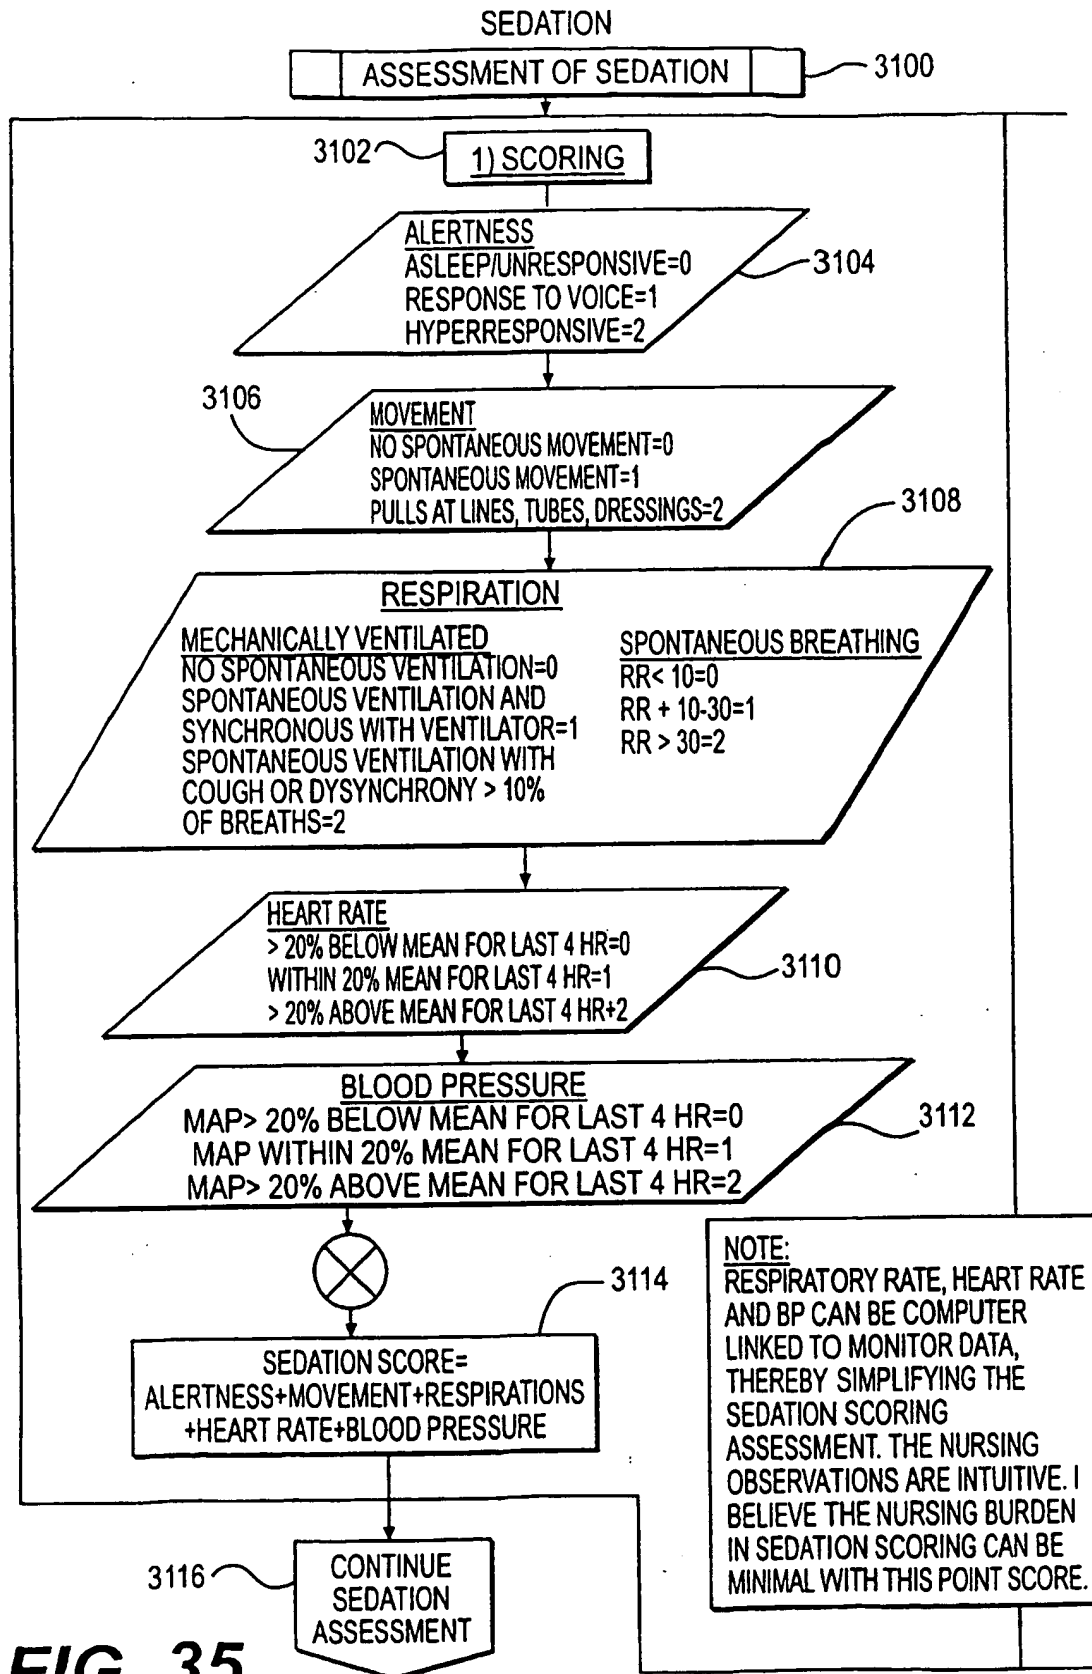 SEDATION
ASSESSMENT OF SEDATION
3100
3102
1) SCORING
ALERTNESS
ASLEEP/UNRESPONSIVE=0
RESPONSE TO VOICE=1
HYPERRESPONSIVE=2
3104
3106
MOVEMENT
NO SPONTANEOUS MOVEMENT=0
SPONTANEOUS MOVEMENT=1
PULLS AT LINES, TUBES, DRESSINGS=2
3108
RESPIRATION
MECHANICALLY VENTILATED
NO SPONTANEOUS VENTILATION=0
SPONTANEOUS VENTILATION AND
SYNCHRONOUS WITH VENTILATOR=1
SPONTANEOUS VENTILATION WITH
COUGH OR DYSYNCHRONY > 10%
OF BREATHS=2
SPONTANEOUS BREATHING
RR< 10=0
RR + 10-30=1
RR > 30=2
HEART RATE
> 20% BELOW MEAN FOR LAST 4 HR=0
WITHIN 20% MEAN FOR LAST 4 HR=1
> 20% ABOVE MEAN FOR LAST 4 HR+2
3110
BLOOD PRESSURE
MAP> 20% BELOW MEAN FOR LAST 4 HR=0
MAP WITHIN 20% MEAN FOR LAST 4 HR=1
MAP> 20% ABOVE MEAN FOR LAST 4 HR=2
3112
3114
SEDATION SCORE=
ALERTNESS+MOVEMENT+RESPIRATIONS
+HEART RATE+BLOOD PRESSURE
NOTE:
RESPIRATORY RATE, HEART RATE
AND BP CAN BE COMPUTER
LINKED TO MONITOR DATA,
THEREBY SIMPLIFYING THE
SEDATION SCORING
ASSESSMENT. THE NURSING
OBSERVATIONS ARE INTUITIVE. I
BELIEVE THE NURSING BURDEN
IN SEDATION SCORING CAN BE
MINIMAL WITH THIS POINT SCORE.
3116
CONTINUE
SEDATION
ASSESSMENT
FIG. 35